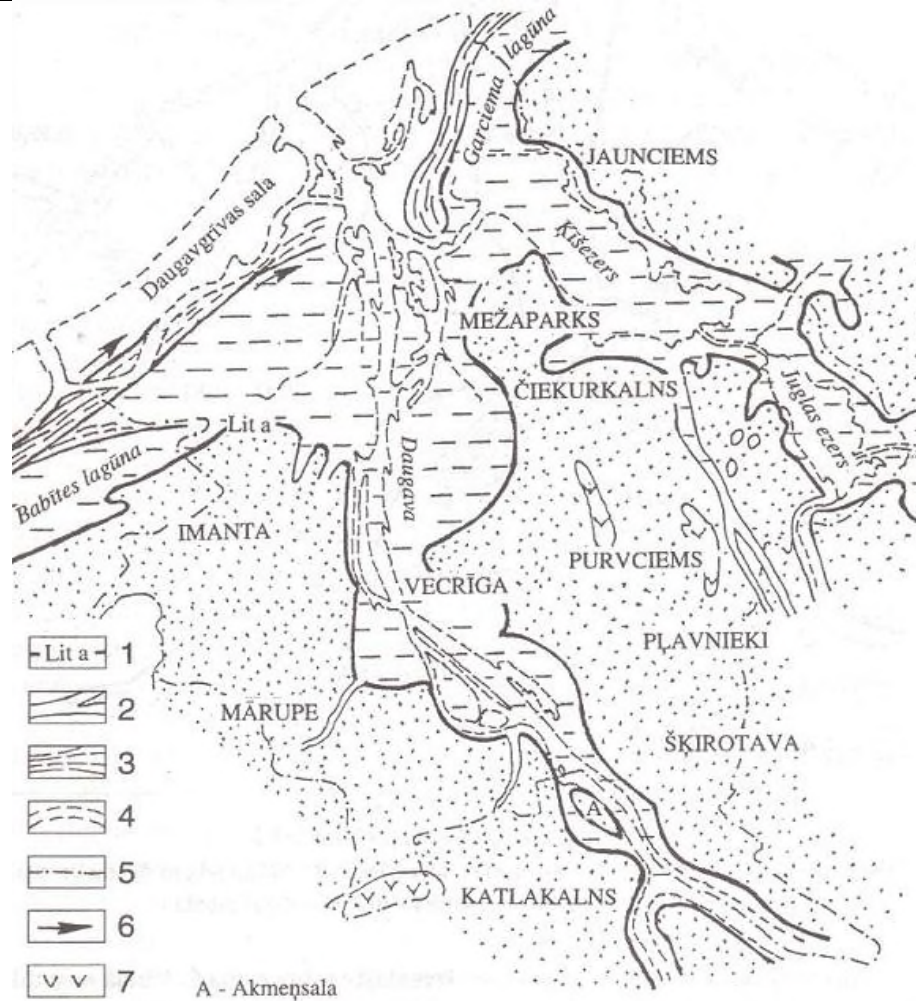 Garciema lagūna
JAUNCIEMS
Daugavgrīvas sala
Ķīšezers
MEŽAPARKS
ČIEKURKALNS
Juglas ezers
Lit a
Daugava
Babītes lagūna
IMANTA
PURVCIEMS
VECRĪGA
PĻAVNIEKI
Lit a 1
2
MĀRUPE
3
ŠĶIROTAVA
4
A
5
6
KATLAKALNS
7
A - Akmeņsala